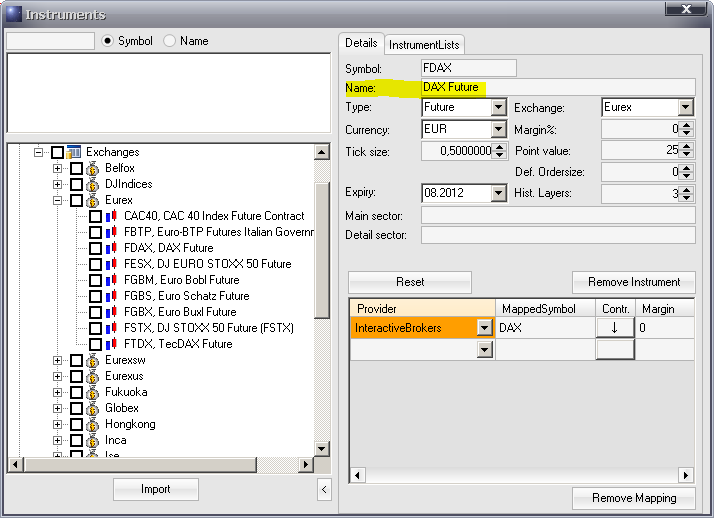 Instruments
X
Symbol
Name
Exchanges
Belfox
DJIndices
Eurex
CAC40, CAC 40 Index Future Contract
FBTP, Euro-BTP Futures Italian Governm
FDAX, DAX Future
FESX, DJ EURO STOXX 50 Future
FGBM, Euro Bobl Future
FGBS, Euro Schatz Future
FGBX, Euro Buxl Future
FSTX, DJ STOXX 50 Future (FSTX)
FTDX, TecDAX Future
Eurexsw
Eurexus
Fukuoka
Globex
Hongkong
Inca
Ise
Import
<
Details
InstrumentLists
Symbol: FDAX
Name: DAX Future
Type: Future Exchange: Eurex
Currency: EUR Margin%: 0
Tick size: 0,5000000 Point value: 25
Def. Ordersize: 0
Expiry: 08.2012 Hist. Layers: 3
Main sector:
Detail sector:
Reset
Remove Instrument
Provider MappedSymbol Contr. Margin
InteractiveBrokers DAX ↓ 0
Remove Mapping